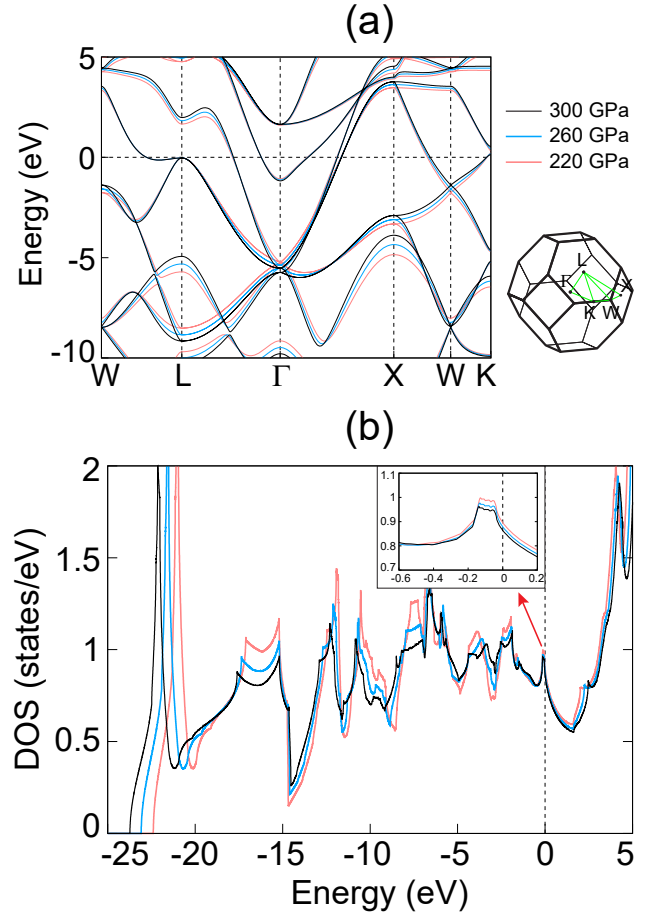 (a)
Energy (eV)
5
0
-5
-10
W L Γ X W K
300 GPa
260 GPa
220 GPa
L
Γ
X
K W
(b)
DOS (states/eV)
2
1.5
1
0.5
0
-25 -20 -15 -10 -5 0 5
Energy (eV)
1.1
1
0.9
0.8
0.7
-0.6 -0.4 -0.2 0 0.2